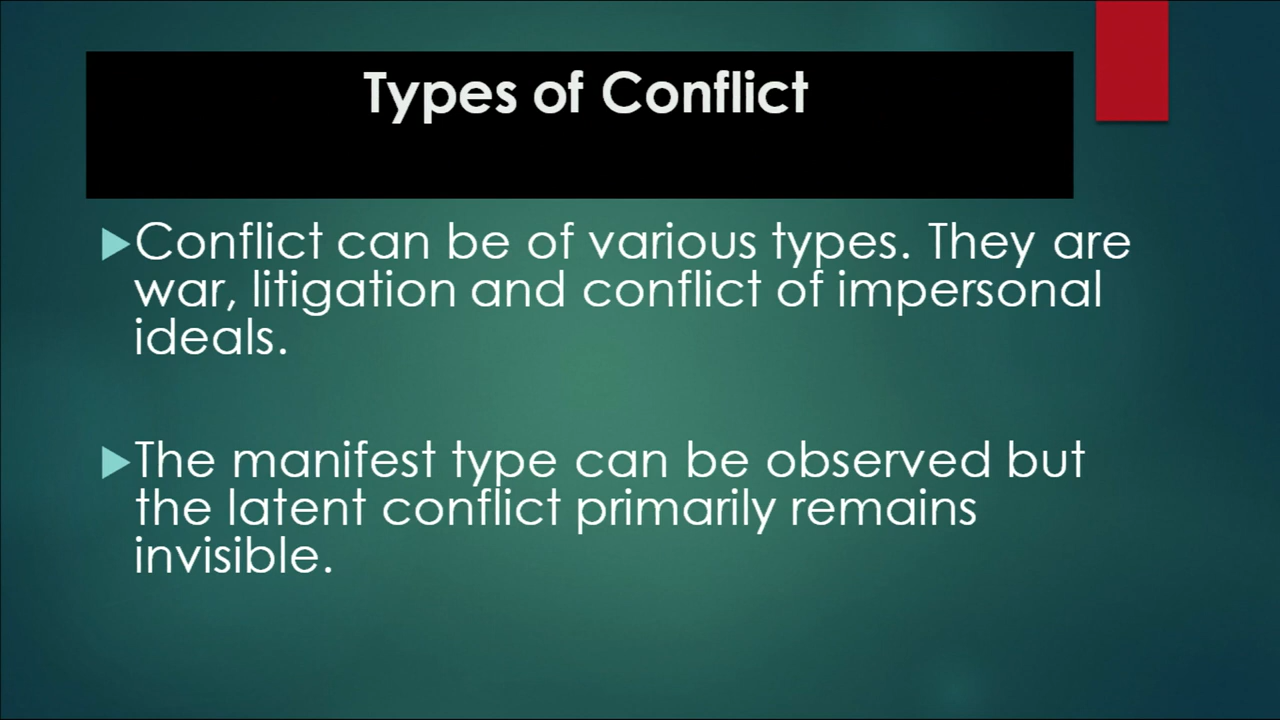 Types of Conflict
Conflict can be of various types. They are
war, litigation and conflict of impersonal
ideals.
The manifest type can be observed but
the latent conflict primarily remains
invisible.